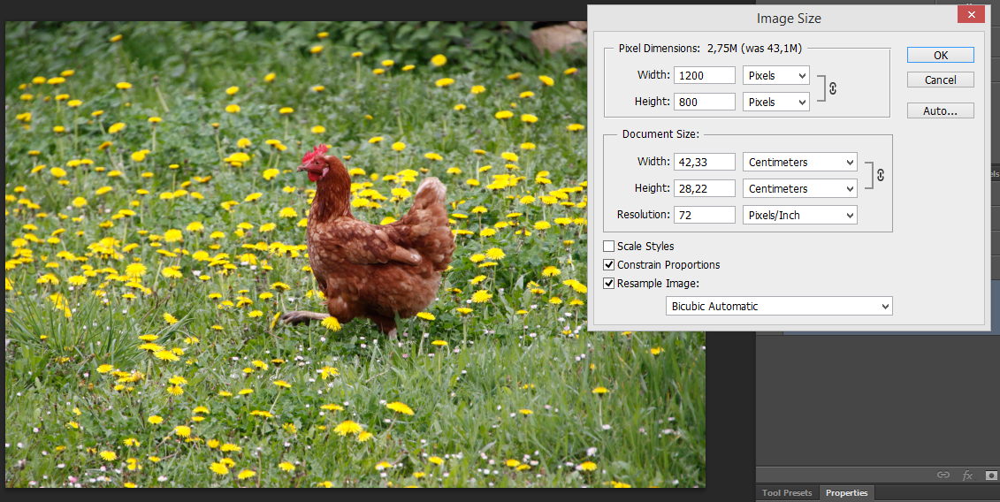 Image Size
Pixel Dimensions: 2,75M (was 43,1M)
Width: 1200 Pixels
Height: 800 Pixels
OK
Cancel
Auto...
Document Size:
Width: 42,33 Centimeters
Height: 28,22 Centimeters
Resolution: 72 Pixels/Inch
Scale Styles
Constrain Proportions
Resample Image:
Bicubic Automatic
fx
Tool Presets
Properties